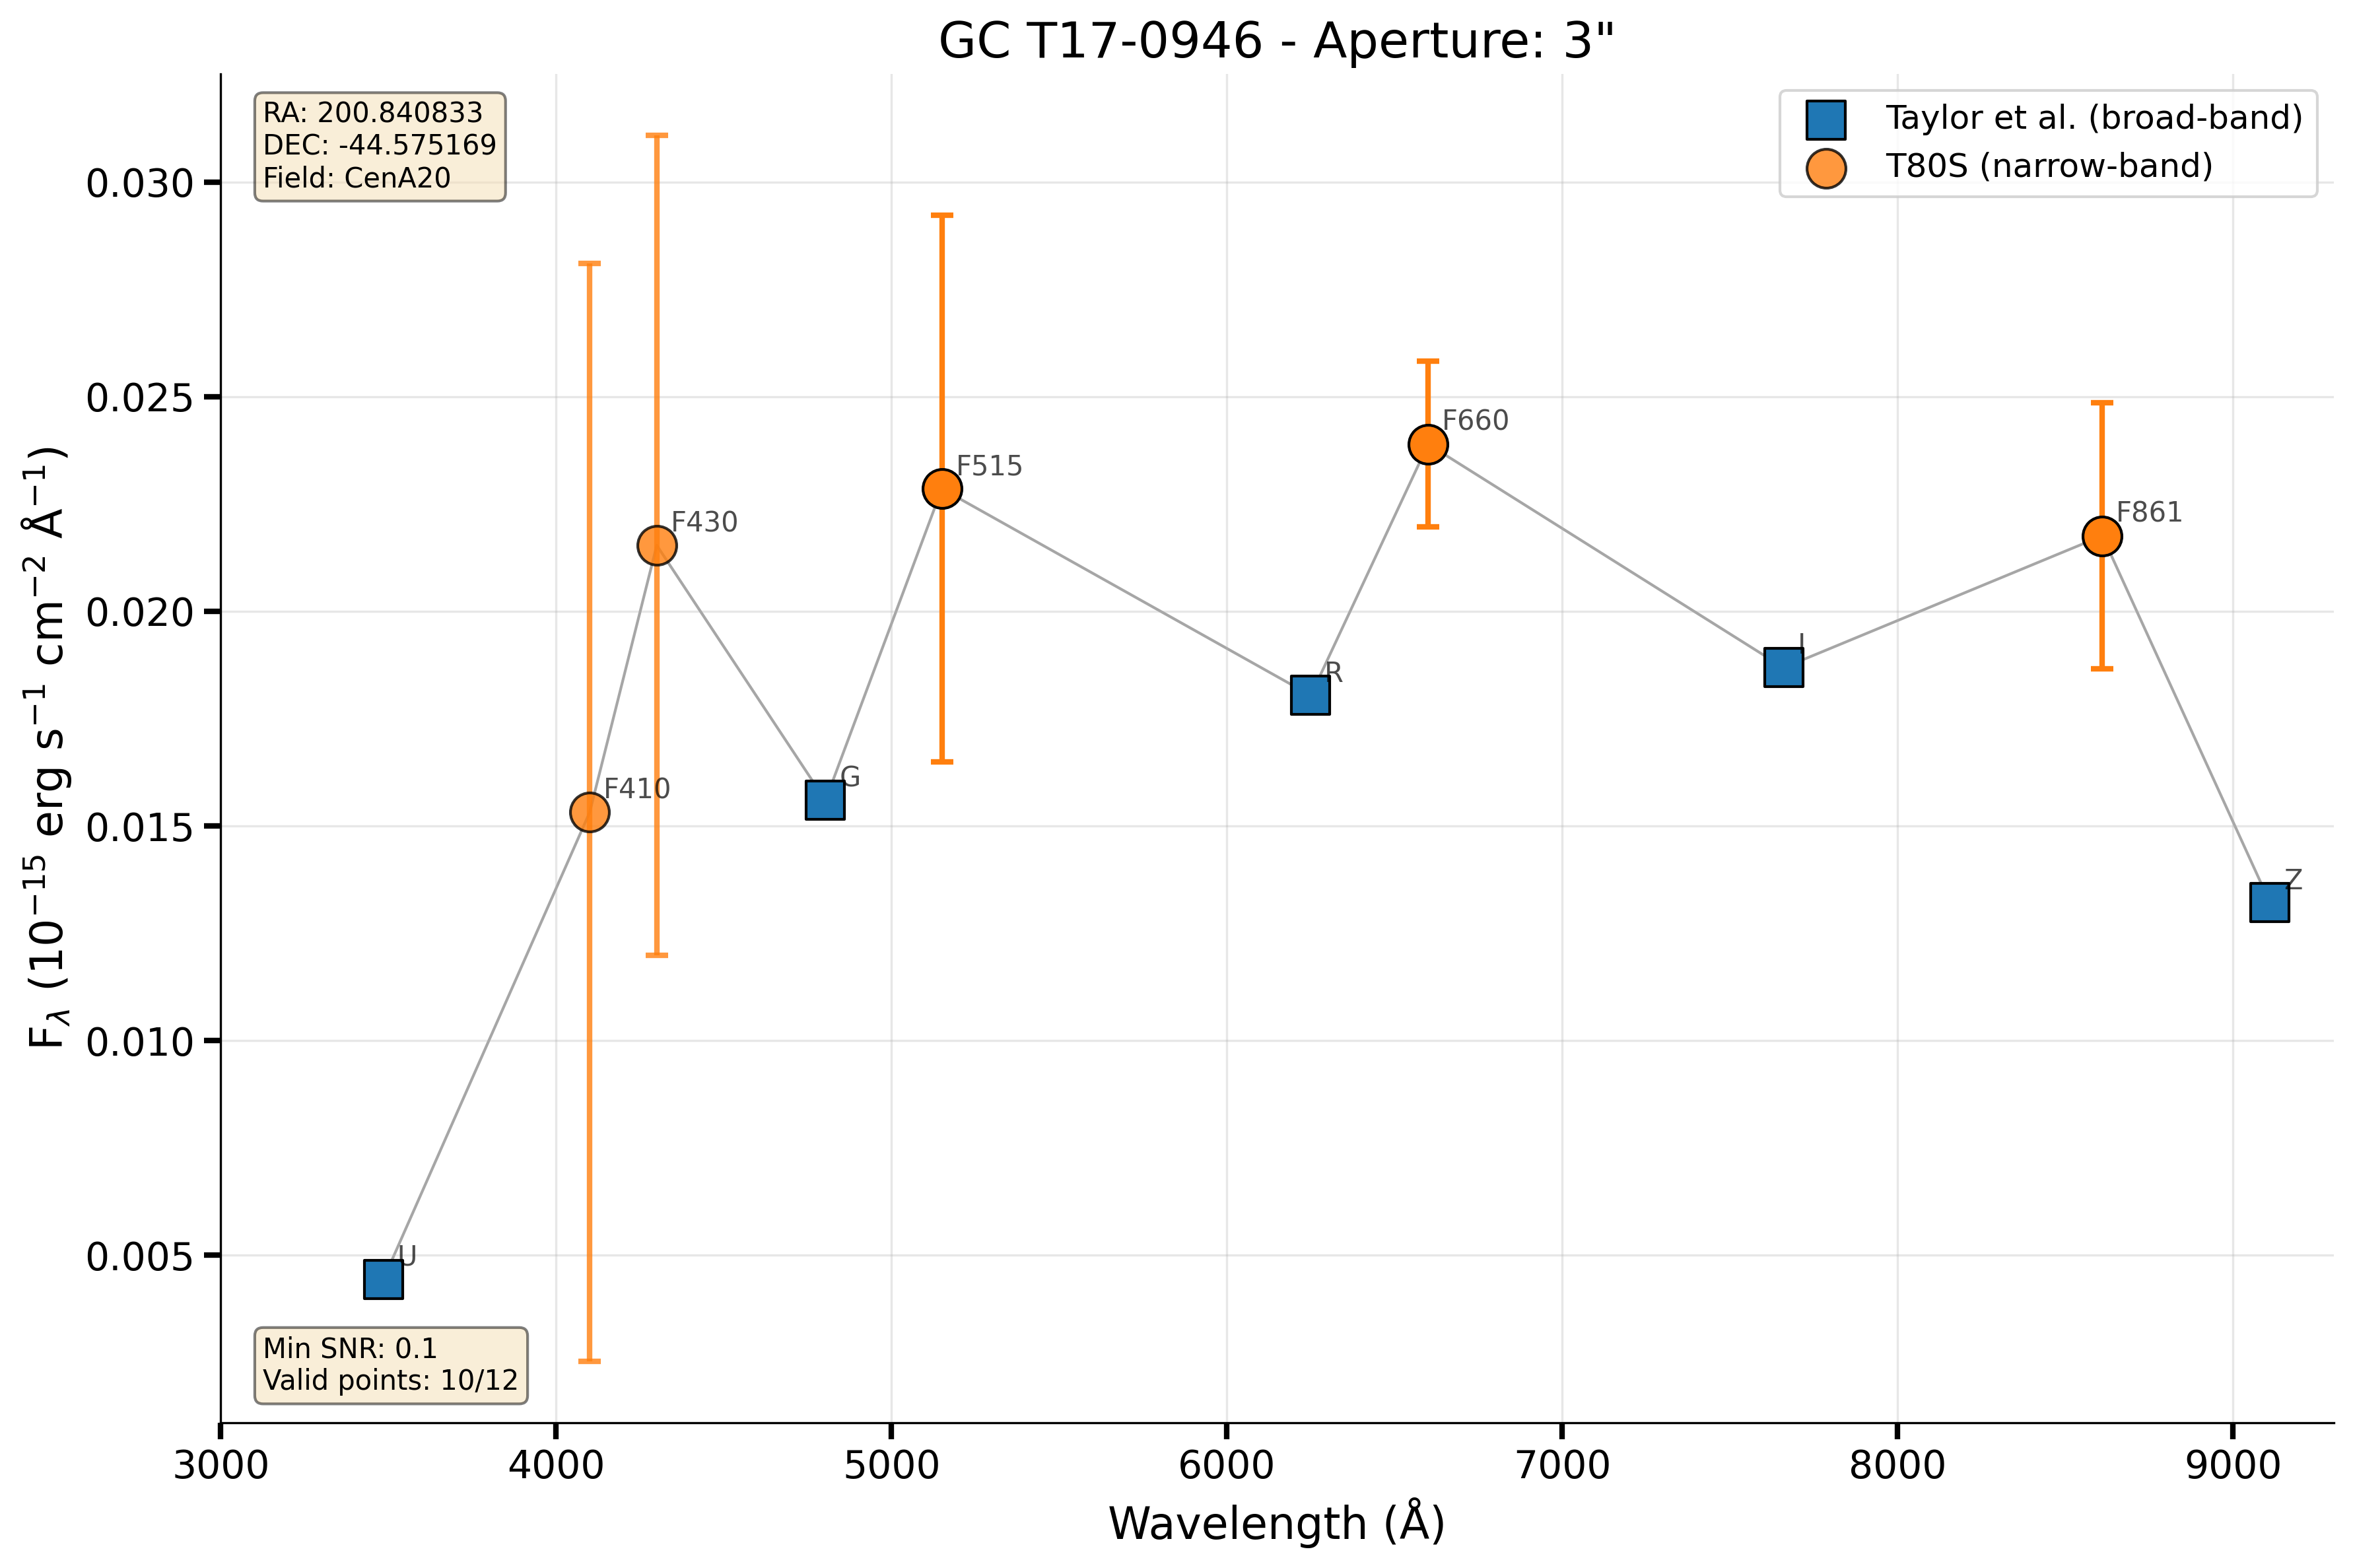 GC T17-0946 - Aperture: 3"
RA: 200.840833
DEC: -44.575169
Field: CenA20
Taylor et al. (broad-band)
T80S (narrow-band)
F_λ (10⁻¹⁵ erg s⁻¹ cm⁻² Å⁻¹)
0.030
0.025
0.020
0.015
0.010
0.005
U
F410
F430
G
F515
R
F660
I
F861
Z
Min SNR: 0.1
Valid points: 10/12
3000 4000 5000 6000 7000 8000 9000
Wavelength (Å)